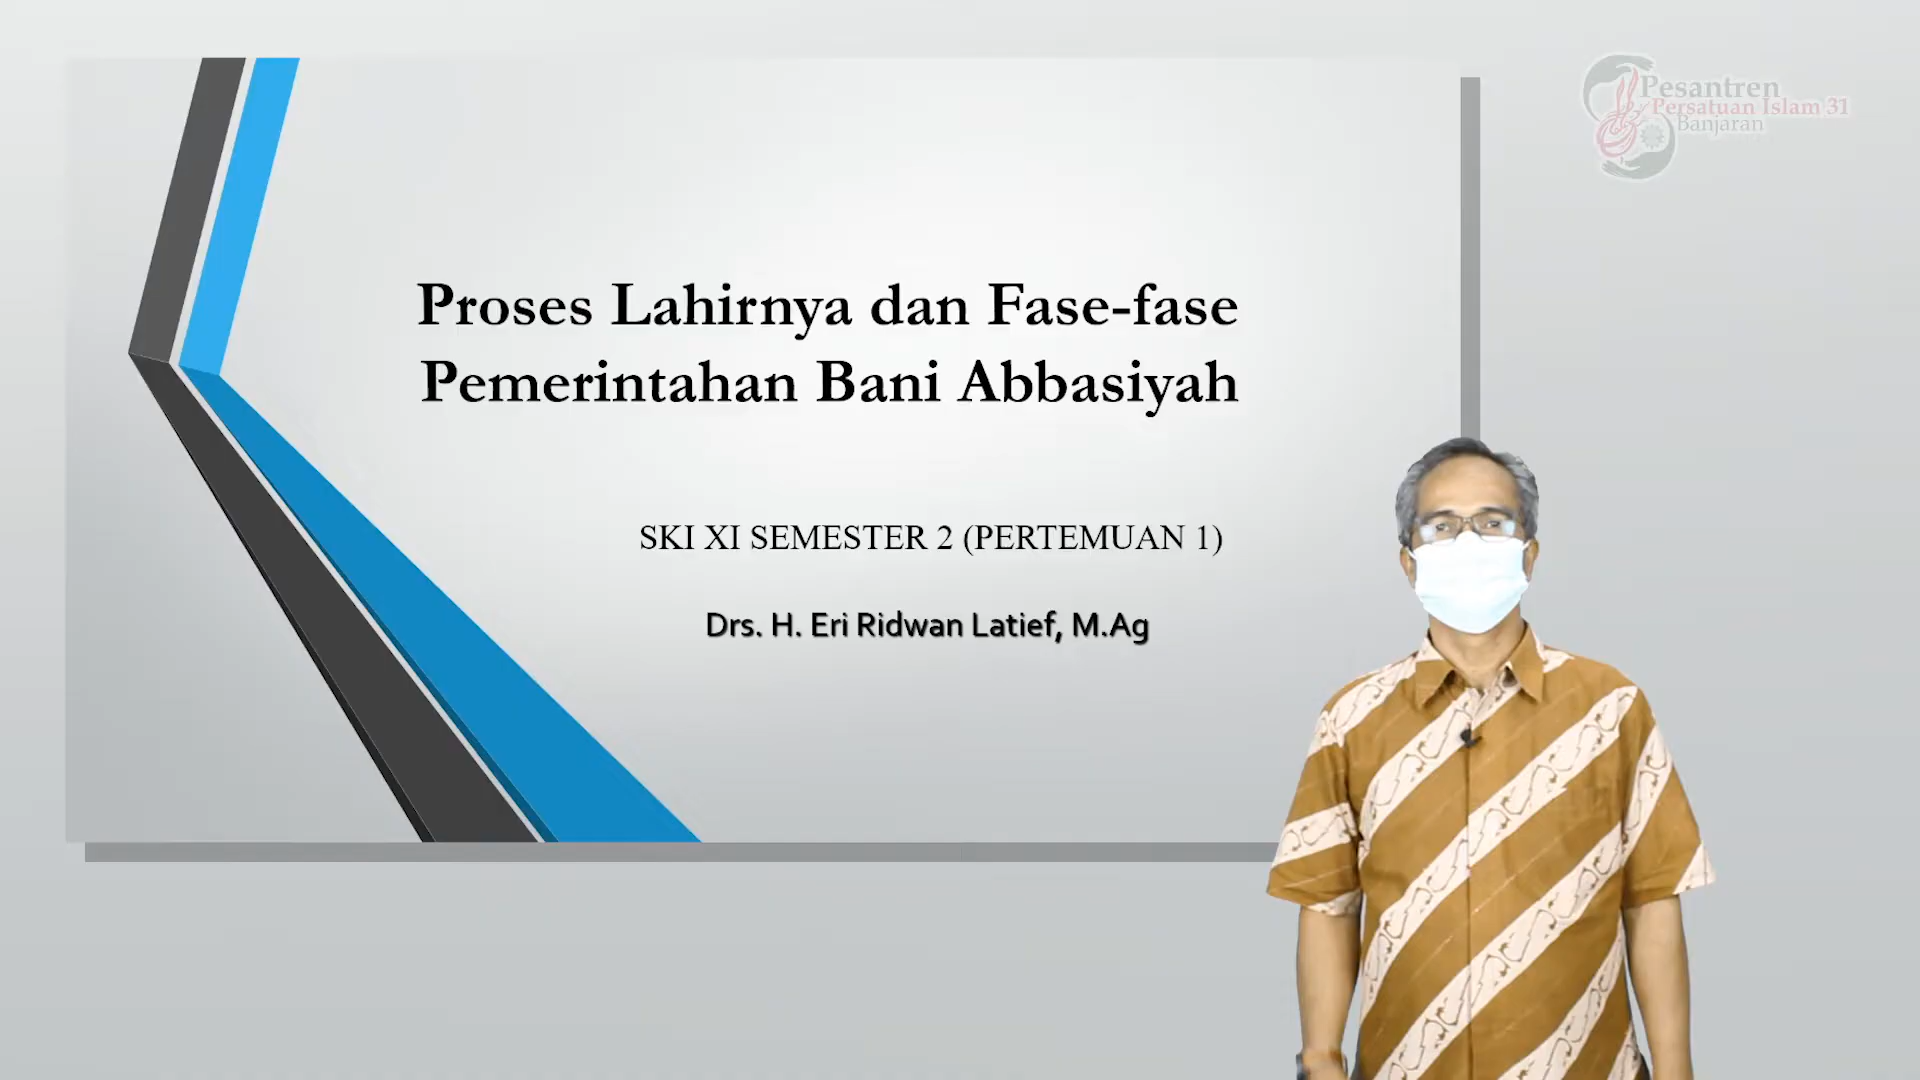 Pesantren
Persatuan Islam 31
Banjaran
Proses Lahirnya dan Fase-fase
Pemerintahan Bani Abbasiyah
SKI XI SEMESTER 2 (PERTEMUAN 1)
Drs. H. Eri Ridwan Latief, M.Ag